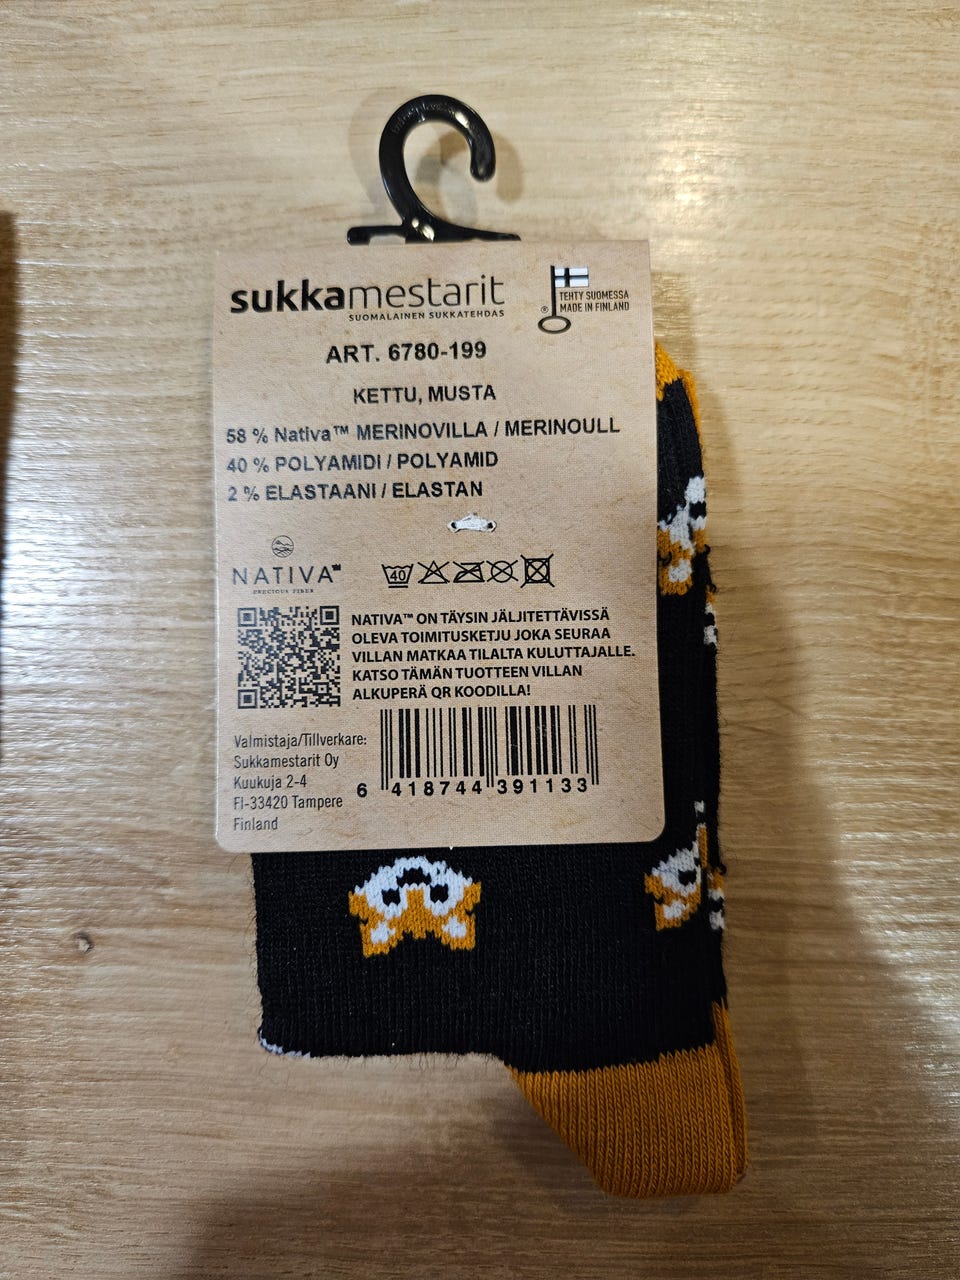 sukkamestarit
SUOMALAINEN SUKKATEHDAS
® TEHTY SUOMESSA
MADE IN FINLAND
ART. 6780-199
KETTU, MUSTA
58 % Nativa™ MERINOVILLA / MERINOULL
40 % POLYAMIDI / POLYAMID
2 % ELASTAANI / ELASTAN
40
NATIVA™
PRECIOUS FIBER
NATIVA™ ON TÄYSIN JÄLJITETTÄVISSÄ
OLEVA TOIMITUSKETJU JOKA SEURAA
VILLAN MATKAA TILALTA KULUTTAJALLE.
KATSO TÄMÄN TUOTTEEN VILLAN
ALKUPERÄ QR KOODILLA!
Valmistaja/Tillverkare:
Sukkamestarit Oy
Kuukuja 2-4
FI-33420 Tampere
Finland
6 418744 391133